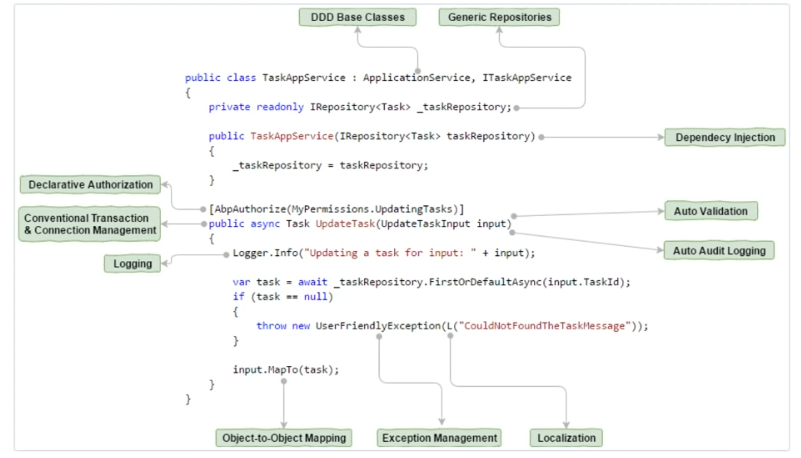 DDD Base Classes
Generic Repositories
public class TaskAppService : ApplicationService, ITaskAppService
{
private readonly IRepository<Task> _taskRepository;
public TaskAppService(IRepository<Task> taskRepository)
Dependecy Injection
{
_taskRepository = taskRepository;
}
Declarative Authorization
[AbpAuthorize(MyPermissions.UpdatingTasks)]
Auto Validation
Conventional Transaction
& Connection Management
public async Task UpdateTask(UpdateTaskInput input)
{
Auto Audit Logging
Logging
Logger.Info("Updating a task for input: " + input);
var task = await _taskRepository.FirstOrDefaultAsync(input.TaskId);
if (task == null)
{
throw new UserFriendlyException(L("CouldNotFoundTheTaskMessage"));
}
input.MapTo(task);
}
}
Object-to-Object Mapping
Exception Management
Localization